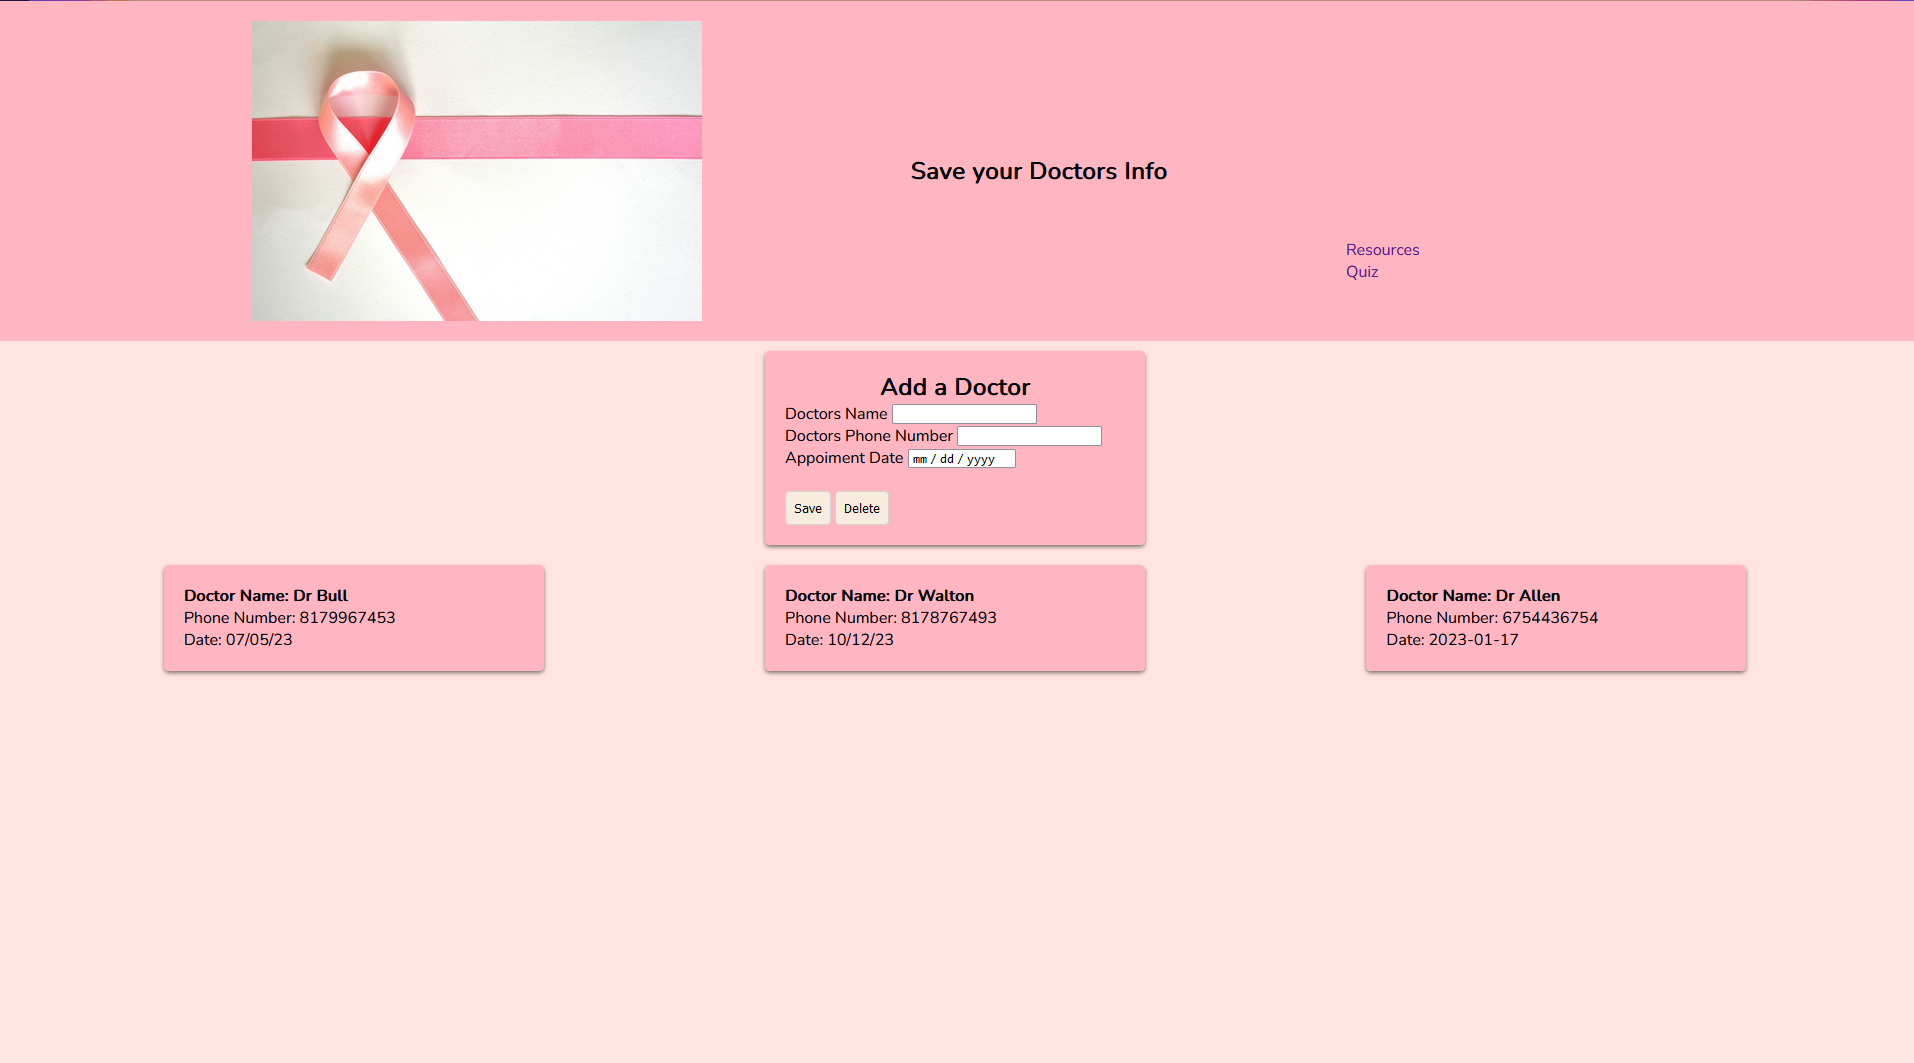 Save your Doctors Info
Resources
Quiz
Add a Doctor
Doctors Name
Doctors Phone Number
Appoiment Date mm / dd / yyyy
Save Delete
Doctor Name: Dr Bull
Phone Number: 8179967453
Date: 07/05/23
Doctor Name: Dr Walton
Phone Number: 8178767493
Date: 10/12/23
Doctor Name: Dr Allen
Phone Number: 6754436754
Date: 2023-01-17